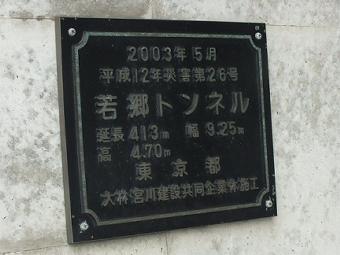 2003年5月
平成12年災害第26号
若郷トンネル
延長 413m 幅 9.25m
高 4.70m
東京都
大林・宮川建設共同企業体施工